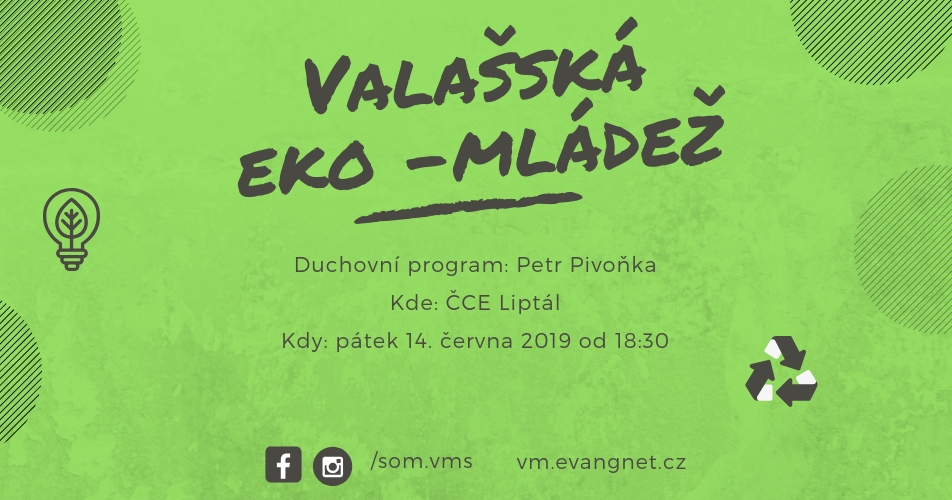 VALAŠSKÁ
EKO -MLÁDEŽ
Duchovní program: Petr Pivoňka
Kde: ČCE Liptál
Kdy: pátek 14. června 2019 od 18:30
/som.vms vm.evangnet.cz